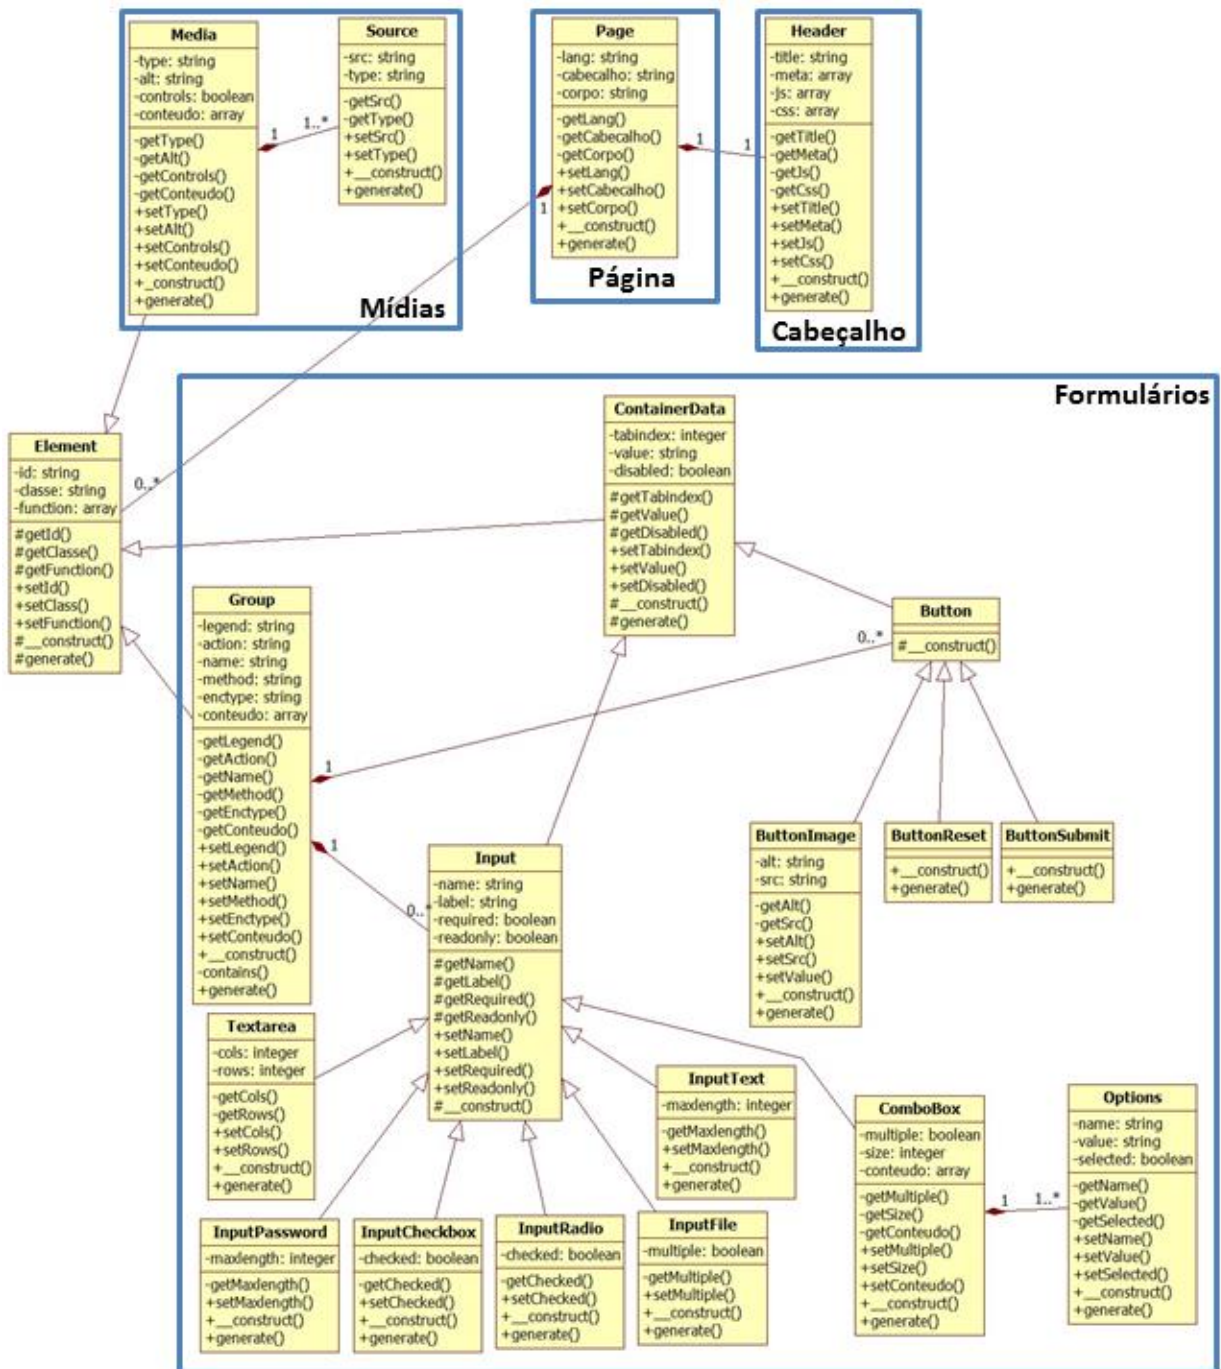 Media
-type: string
-alt: string
-controls: boolean
-conteudo: array
-getType()
-getAlt()
-getControls()
-getConteudo()
+setType()
+setAlt()
+setControls()
+setConteudo()
+_construct()
+generate()
1
1..*
Source
-src: string
-type: string
-getSrc()
-getType()
+setSrc()
+setType()
+__construct()
+generate()
Mídias
Page
-lang: string
-cabecalho: string
-corpo: string
-getLang()
-getCabecalho()
-getCorpo()
+setLang()
+setCabecalho()
+setCorpo()
+__construct()
+generate()
1
1
1
Página
Header
-title: string
-meta: array
-js: array
-css: array
-getTitle()
-getMeta()
-getJs()
-getCss()
+setTitle()
+setMeta()
+setJs()
+setCss()
+__construct()
+generate()
Cabeçalho
Formulários
Element
-id: string
-classe: string
-function: array
#getId()
#getClasse()
#getFunction()
+setId()
+setClass()
+setFunction()
#__construct()
#generate()
0..*
ContainerData
-tabindex: integer
-value: string
-disabled: boolean
#getTabindex()
#getValue()
#getDisabled()
+setTabindex()
+setValue()
+setDisabled()
#__construct()
#generate()
Group
-legend: string
-action: string
-name: string
-method: string
-enctype: string
-conteudo: array
-getLegend()
-getAction()
-getName()
-getMethod()
-getEnctype()
-getConteudo()
+setLegend()
+setAction()
+setName()
+setMethod()
+setEnctype()
+setConteudo()
+__construct()
-contains()
+generate()
1
1
0..*
0..*
Button
#__construct()
ButtonImage
-alt: string
-src: string
-getAlt()
-getSrc()
+setAlt()
+setSrc()
+setValue()
+__construct()
+generate()
ButtonReset
+__construct()
+generate()
ButtonSubmit
+__construct()
+generate()
Input
-name: string
-label: string
-required: boolean
-readonly: boolean
#getName()
#getLabel()
#getRequired()
#getReadonly()
+setName()
+setLabel()
+setRequired()
+setReadonly()
#__construct()
Textarea
-cols: integer
-rows: integer
-getCols()
-getRows()
+setCols()
+setRows()
+__construct()
+generate()
InputText
-maxlength: integer
-getMaxlength()
+setMaxlength()
+__construct()
+generate()
ComboBox
-multiple: boolean
-size: integer
-conteudo: array
-getMultiple()
-getSize()
-getConteudo()
+setMultiple()
+setSize()
+setConteudo()
+__construct()
+generate()
1
1..*
Options
-name: string
-value: string
-selected: boolean
-getName()
-getValue()
-getSelected()
+setName()
+setValue()
+setSelected()
+__construct()
+generate()
InputPassword
-maxlength: integer
-getMaxlength()
+setMaxlength()
+__construct()
+generate()
InputCheckbox
-checked: boolean
-getChecked()
+setChecked()
+__construct()
+generate()
InputRadio
-checked: boolean
-getChecked()
+setChecked()
+__construct()
+generate()
InputFile
-multiple: boolean
-getMultiple()
+setMultiple()
+__construct()
+generate()